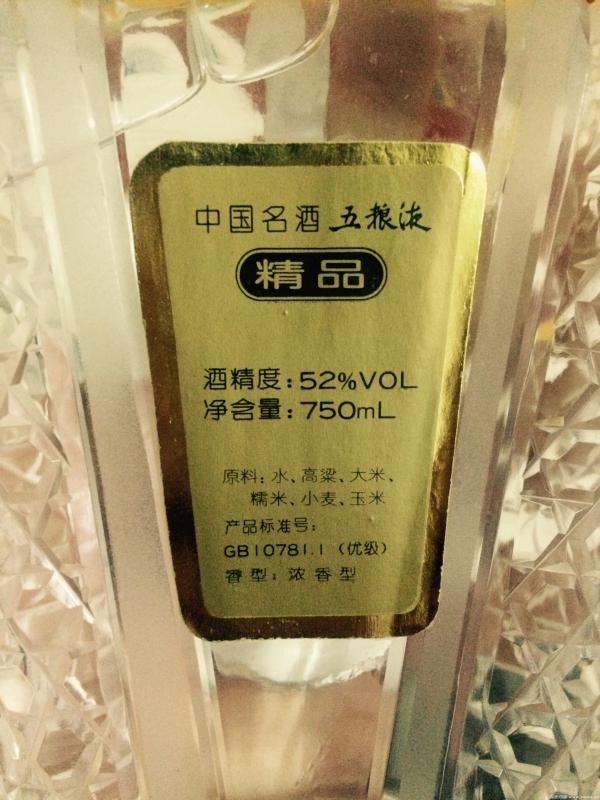 中国名酒 五粮液
精品
酒精度:52%VOL
净含量:750mL
原料:水、高粱、大米、
糯米、小麦、玉米
产品标准号:
GB10781.1(优级)
香型:浓香型